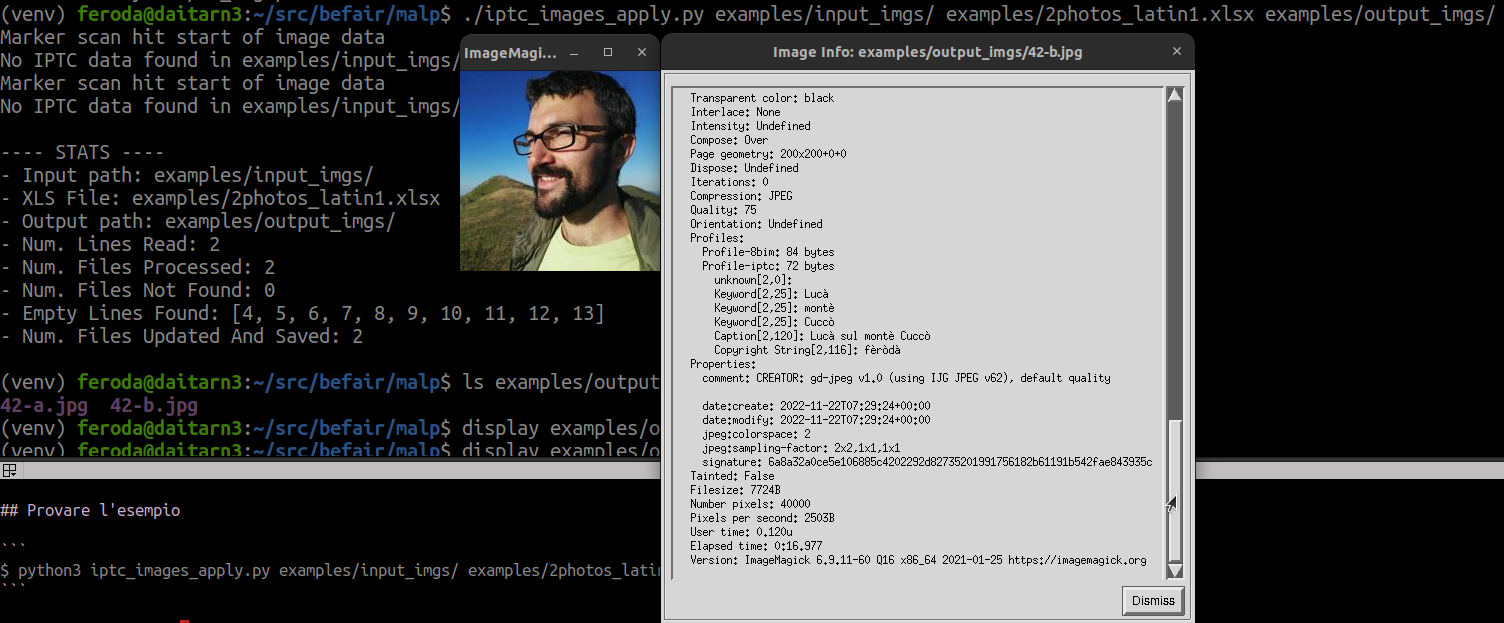 (venv) feroda@daitarn3:~/src/befair/malp$ ./iptc_images_apply.py examples/input_imgs/ examples/2photos_latin1.xlsx examples/output_imgs/
Marker scan hit start of image data
No IPTC data found in examples/input_imgs/
Marker scan hit start of image data
No IPTC data found in examples/input_imgs/
---- STATS ----
- Input path: examples/input_imgs/
- XLS File: examples/2photos_latin1.xlsx
- Output path: examples/output_imgs/
- Num. Lines Read: 2
- Num. Files Processed: 2
- Num. Files Not Found: 0
- Empty Lines Found: [4, 5, 6, 7, 8, 9, 10, 11, 12, 13]
- Num. Files Updated And Saved: 2
(venv) feroda@daitarn3:~/src/befair/malp$ ls examples/output
42-a.jpg 42-b.jpg
(venv) feroda@daitarn3:~/src/befair/malp$ display examples/o
(venv) feroda@daitarn3:~/src/befair/malp$ display examples/o
ImageMagi...
Image Info: examples/output_imgs/42-b.jpg
Transparent color: black
Interlace: None
Intensity: Undefined
Compose: Over
Page geometry: 200x200+0+0
Dispose: Undefined
Iterations: 0
Compression: JPEG
Quality: 75
Orientation: Undefined
Profiles:
Profile-8bim: 84 bytes
Profile-iptc: 72 bytes
unknown[2,0]:
Keyword[2,25]: Lucà
Keyword[2,25]: montè
Keyword[2,25]: Cuccò
Caption[2,120]: Lucà sul montè Cuccò
Copyright String[2,116]: fèròdà
Properties:
comment: CREATOR: gd-jpeg v1.0 (using IJG JPEG v62), default quality
date:create: 2022-11-22T07:29:24+00:00
date:modify: 2022-11-22T07:29:24+00:00
jpeg:colorspace: 2
jpeg:sampling-factor: 2x2,1x1,1x1
signature: 6a8a32a0ce5e106885c4202292d82735201991756182b61191b542fae843935c
Tainted: False
Filesize: 7724B
Number pixels: 40000
Pixels per second: 2503B
User time: 0.120u
Elapsed time: 0:16.977
Version: ImageMagick 6.9.11-60 Q16 x86_64 2021-01-25 https://imagemagick.org
Dismiss
## Provare l'esempio
```
$ python3 iptc_images_apply.py examples/input_imgs/ examples/2photos_latin
```